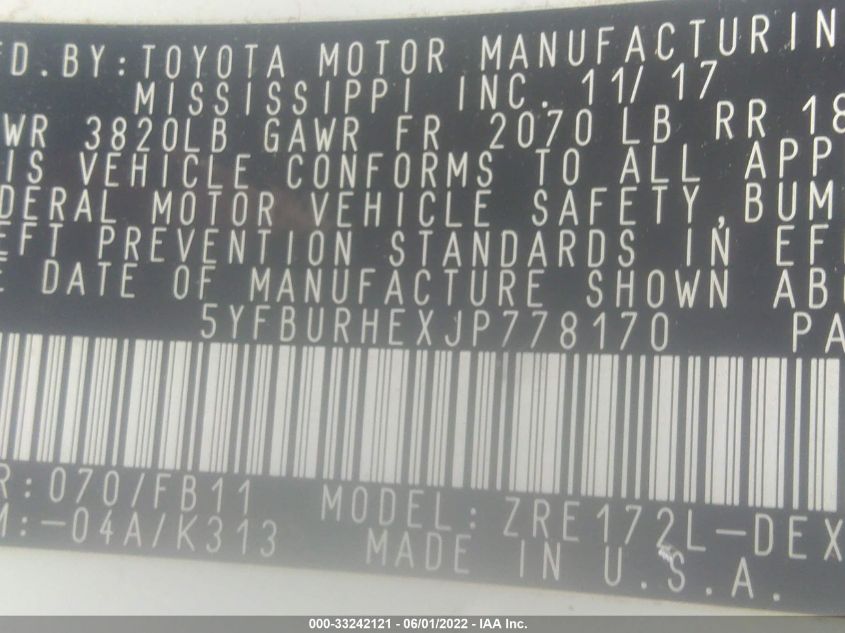 FD.BY:TOYOTA MOTOR MANUFACTURIN
MISSISSIPPI INC. 11/17
WR 3820LB GAWR FR 2070 LB RR 18
IS VEHICLE CONFORMS TO ALL APP
DERAL MOTOR VEHICLE SAFETY,BUM
EFT PREVENTION STANDARDS IN EF
E DATE OF MANUFACTURE SHOWN AB
5YFBURHEXJP778170 PA
R:070/FB11 MODEL:ZRE172L-DEX
M:-04A/K313 MADE IN U.S.A.
000-33242121 - 06/01/2022 - IAA Inc.